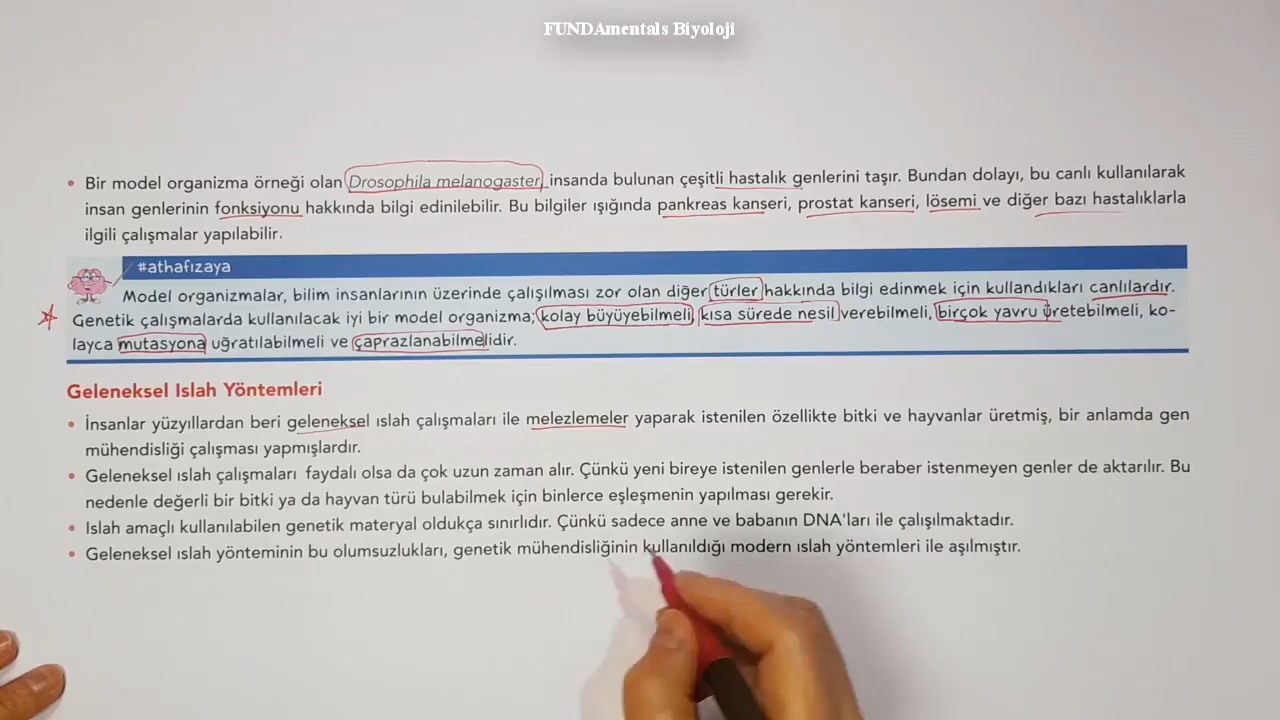 FUNDAmentals Biyoloji
• Bir model organizma örneği olan Drosophila melanogaster, insanda bulunan çeşitli hastalık genlerini taşır. Bundan dolayı, bu canlı kullanılarak
insan genlerinin fonksiyonu hakkında bilgi edinilebilir. Bu bilgiler ışığında pankreas kanseri, prostat kanseri, lösemi ve diğer bazı hastalıklarla
ilgili çalışmalar yapılabilir.
#athafızaya
Model organizmalar, bilim insanlarının üzerinde çalışılması zor olan diğer türler hakkında bilgi edinmek için kullandıkları canlılardır.
Genetik çalışmalarda kullanılacak iyi bir model organizma; kolay büyüyebilmeli, kısa sürede nesil verebilmeli, birçok yavru üretebilmeli, ko-
layca mutasyona uğratılabilmeli ve çaprazlanabilmelidir.
Geleneksel Islah Yöntemleri
• İnsanlar yüzyıllardan beri geleneksel ıslah çalışmaları ile melezlemeler yaparak istenilen özellikte bitki ve hayvanlar üretmiş, bir anlamda gen
mühendisliği çalışması yapmışlardır.
• Geleneksel ıslah çalışmaları faydalı olsa da çok uzun zaman alır. Çünkü yeni bireye istenilen genlerle beraber istenmeyen genler de aktarılır. Bu
nedenle değerli bir bitki ya da hayvan türü bulabilmek için binlerce eşleşmenin yapılması gerekir.
• Islah amaçlı kullanılabilen genetik materyal oldukça sınırlıdır. Çünkü sadece anne ve babanın DNA'ları ile çalışılmaktadır.
• Geleneksel ıslah yönteminin bu olumsuzlukları, genetik mühendisliğinin kullanıldığı modern ıslah yöntemleri ile aşılmıştır.